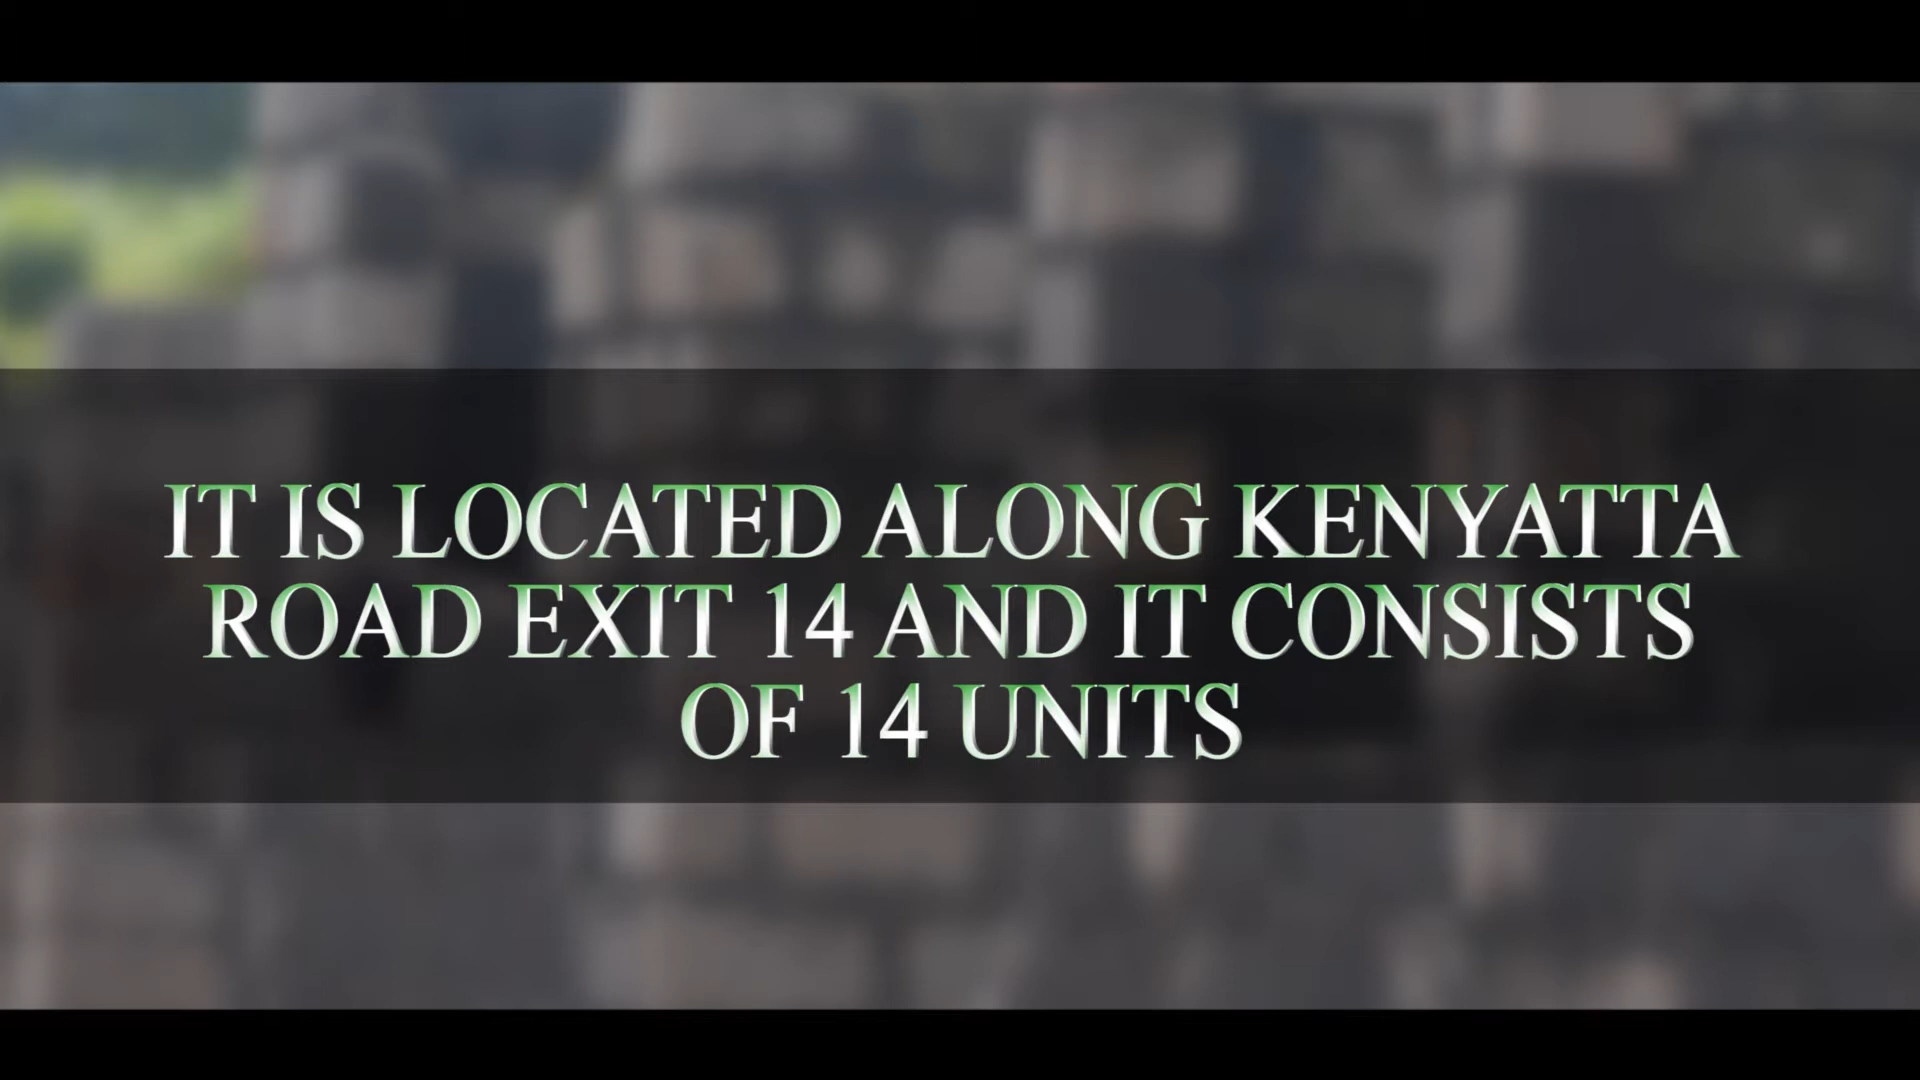 IT IS LOCATED ALONG KENYATTA
ROAD EXIT 14 AND IT CONSISTS
OF 14 UNITS